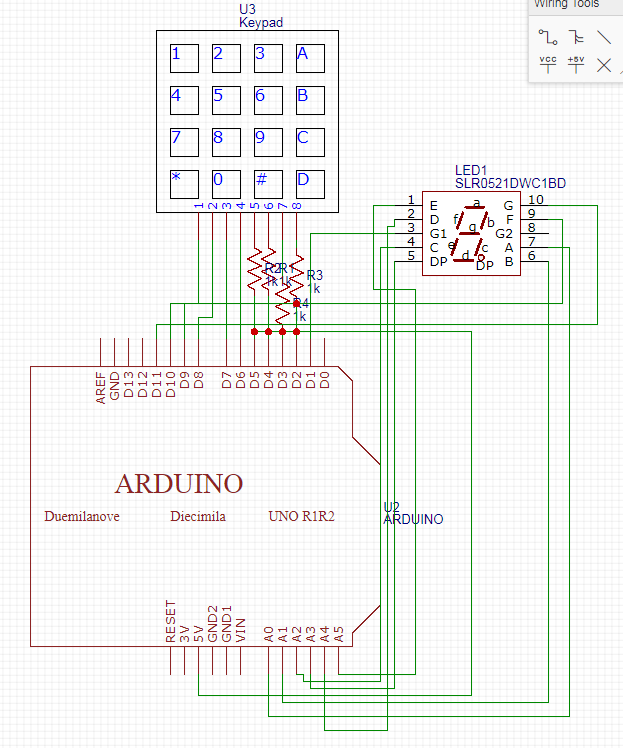 Wiring Tools
VCC +5V
U3
Keypad
1 2 3 A
4 5 6 B
7 8 9 C
* 0 # D
1 2 3 4 5 6 7 8
LED1
SLR0521DWC1BD
1 E G 10
2 D F 9
3 G1 G2 8
4 C A 7
5 DP B 6
a
f b
g
e c
d DP
R2 R1 R3
1k 1k 1k
R4
1k
AREF GND D13 D12 D11 D10 D9 D8 D7 D6 D5 D4 D3 D2 D1 D0
ARDUINO
Duemilanove Diecimila UNO R1R2
U2
ARDUINO
RESET 3V 5V GND2 GND1 VIN A0 A1 A2 A3 A4 A5